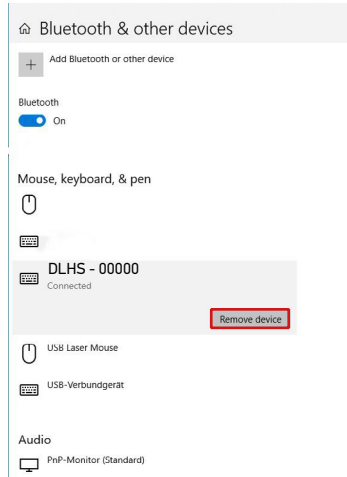 Bluetooth & other devices
Add Bluetooth or other device
Bluetooth
On
Mouse, keyboard, & pen
DLHS - 00000
Connected
Remove device
USB Laser Mouse
USB-Verbundgerät
Audio
PnP-Monitor (Standard)